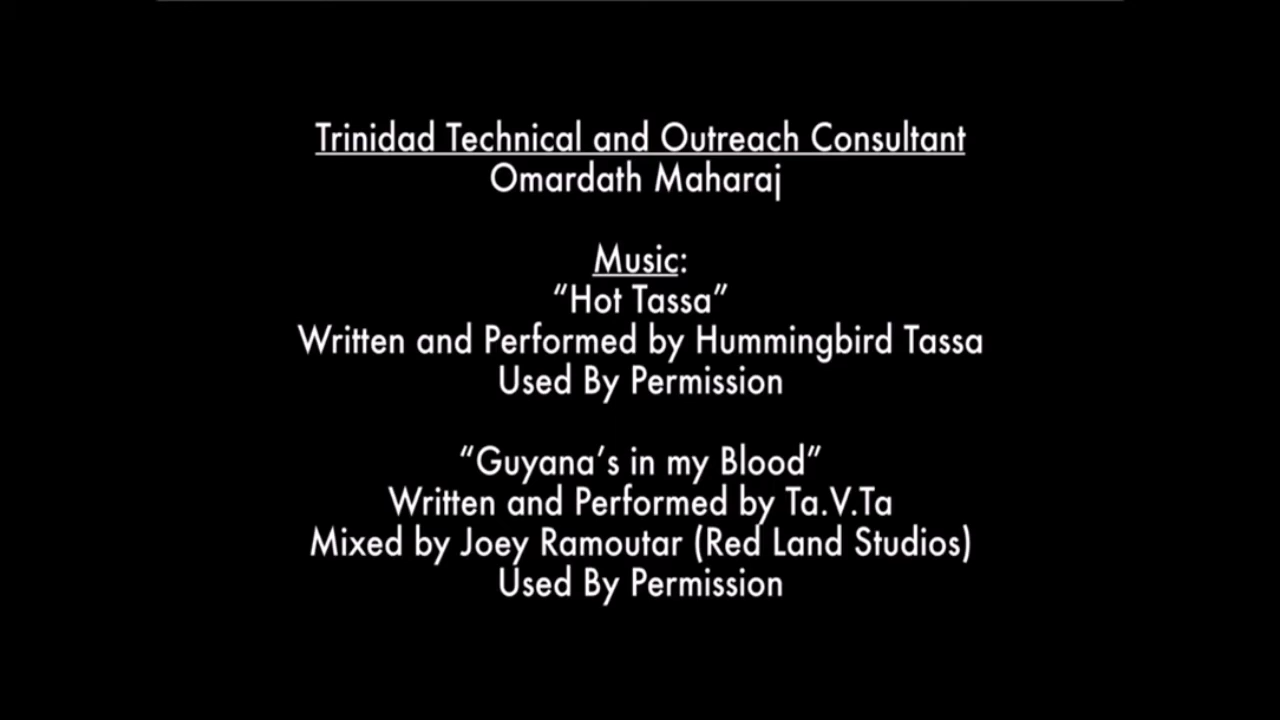 Trinidad Technical and Outreach Consultant
Omardath Maharaj
Music:
“Hot Tassa”
Written and Performed by Hummingbird Tassa
Used By Permission
“Guyana’s in my Blood”
Written and Performed by Ta.V.Ta
Mixed by Joey Ramoutar (Red Land Studios)
Used By Permission